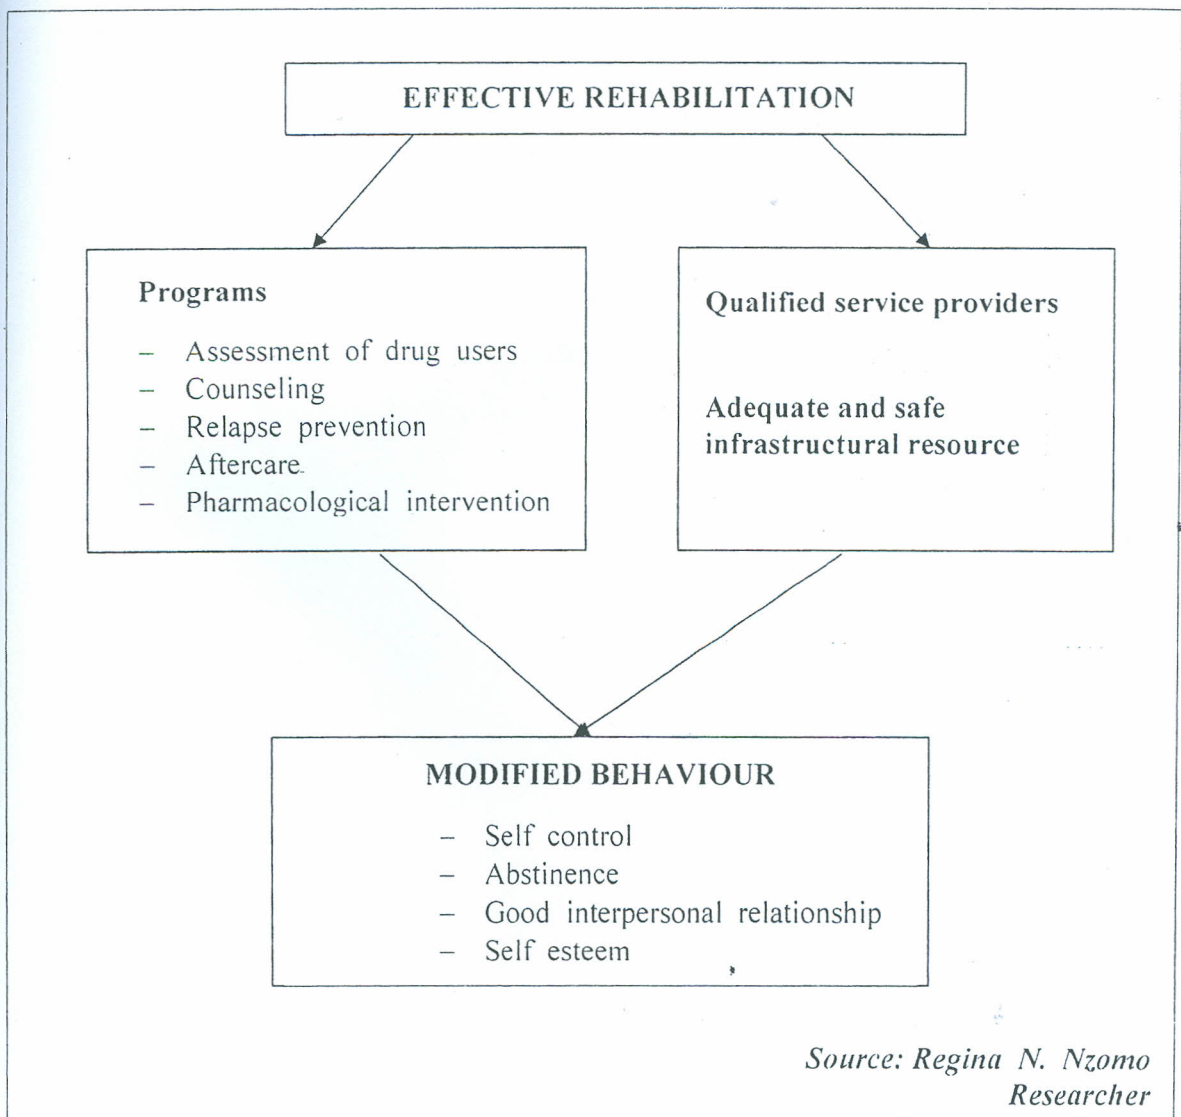 EFFECTIVE REHABILITATION
Programs
– Assessment of drug users
– Counseling
– Relapse prevention
– Aftercare
– Pharmacological intervention
Qualified service providers
Adequate and safe
infrastructural resource
MODIFIED BEHAVIOUR
– Self control
– Abstinence
– Good interpersonal relationship
– Self esteem
Source: Regina N. Nzomo
Researcher